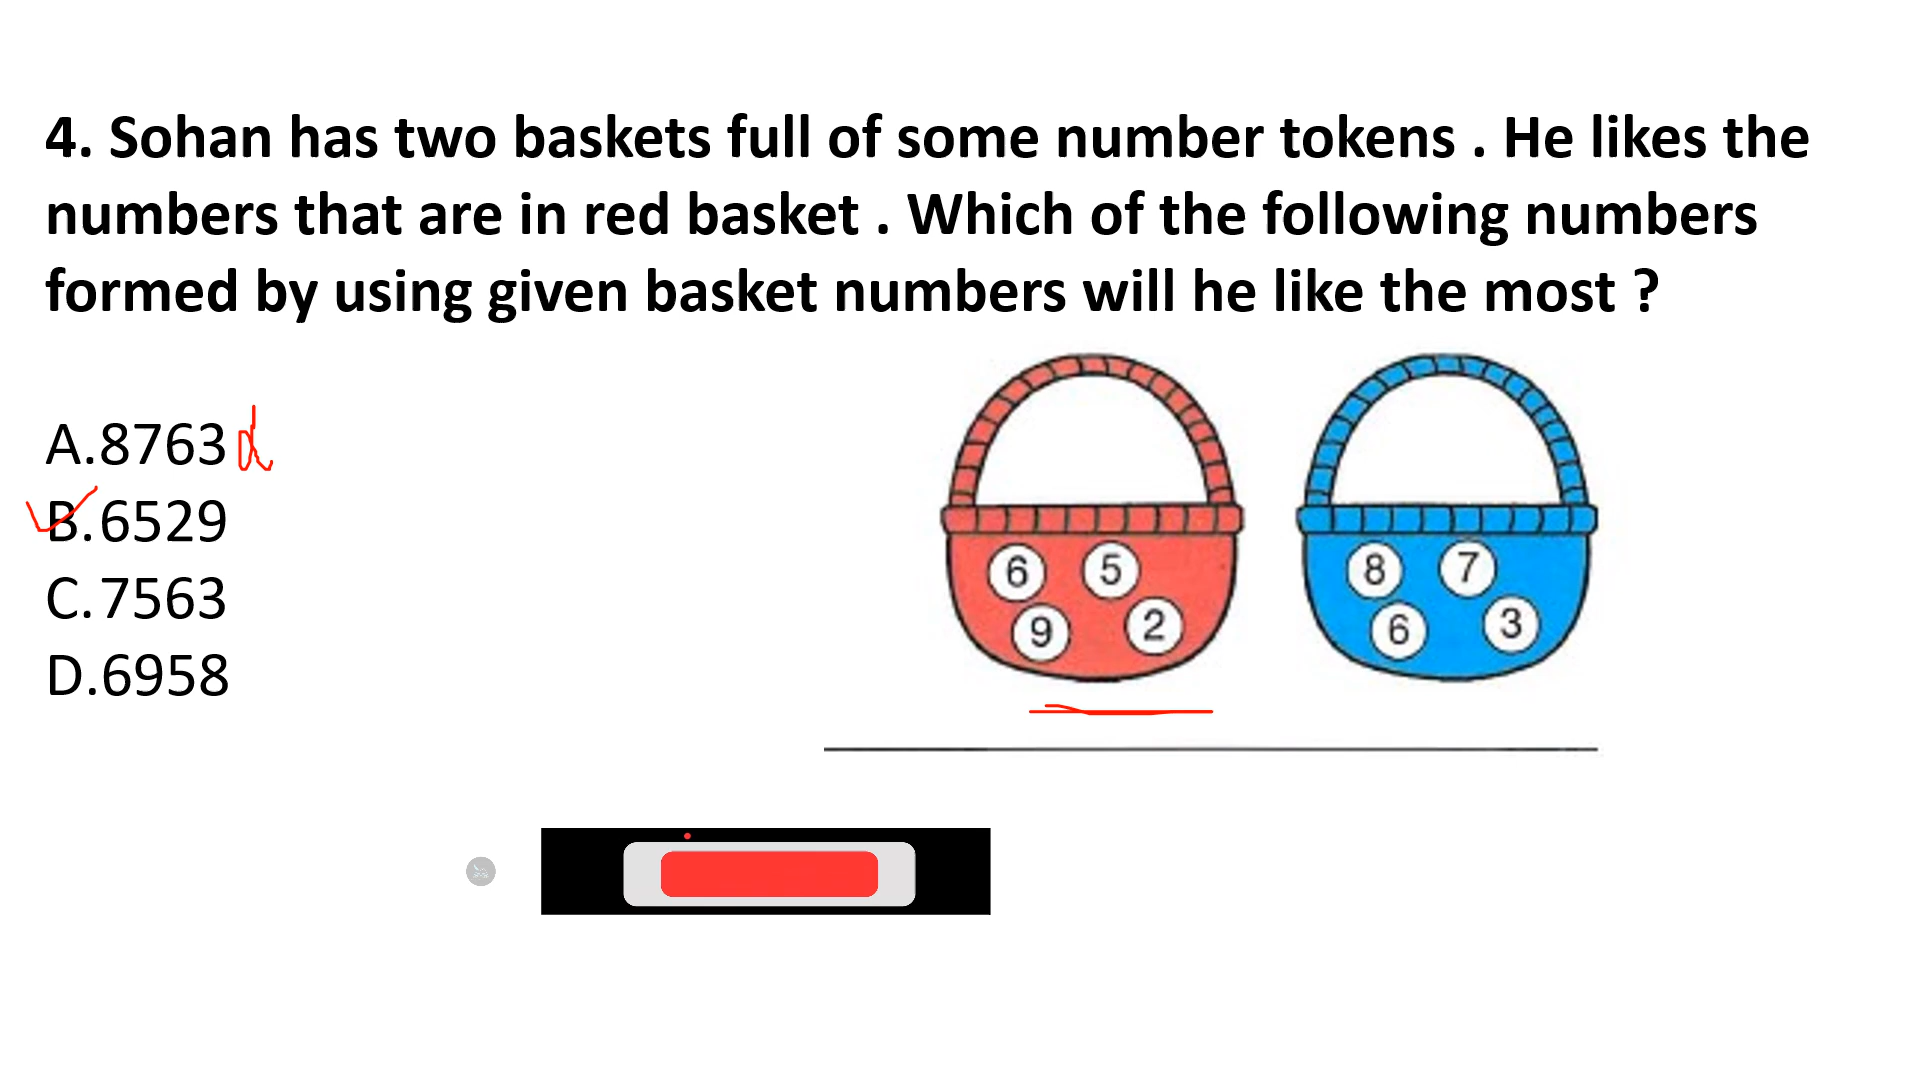 4. Sohan has two baskets full of some number tokens . He likes the
numbers that are in red basket . Which of the following numbers
formed by using given basket numbers will he like the most ?
A.8763
B.6529
C.7563
D.6958
6 5
9 2
8 7
6 3